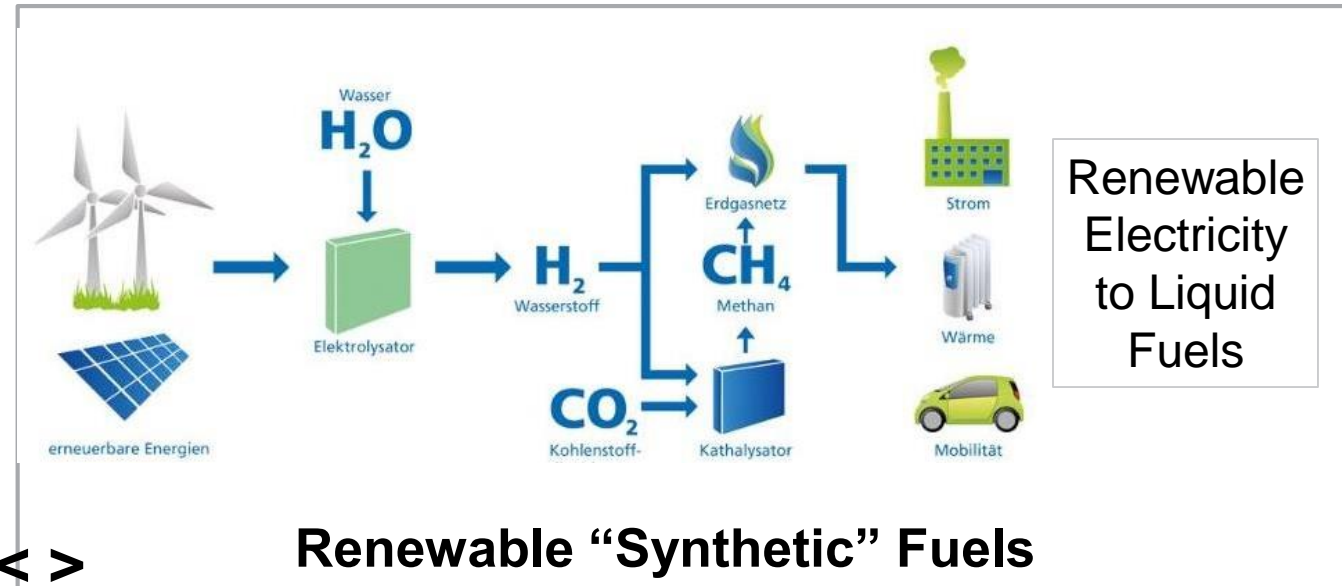 Wasser
H₂O
Elektrolysator
erneuerbare Energien
H₂
Wasserstoff
CO₂
Kohlenstoff-
Erdgasnetz
CH₄
Methan
Kathalysator
Strom
Wärme
Mobilität
Renewable
Electricity
to Liquid
Fuels
< >
Renewable “Synthetic” Fuels